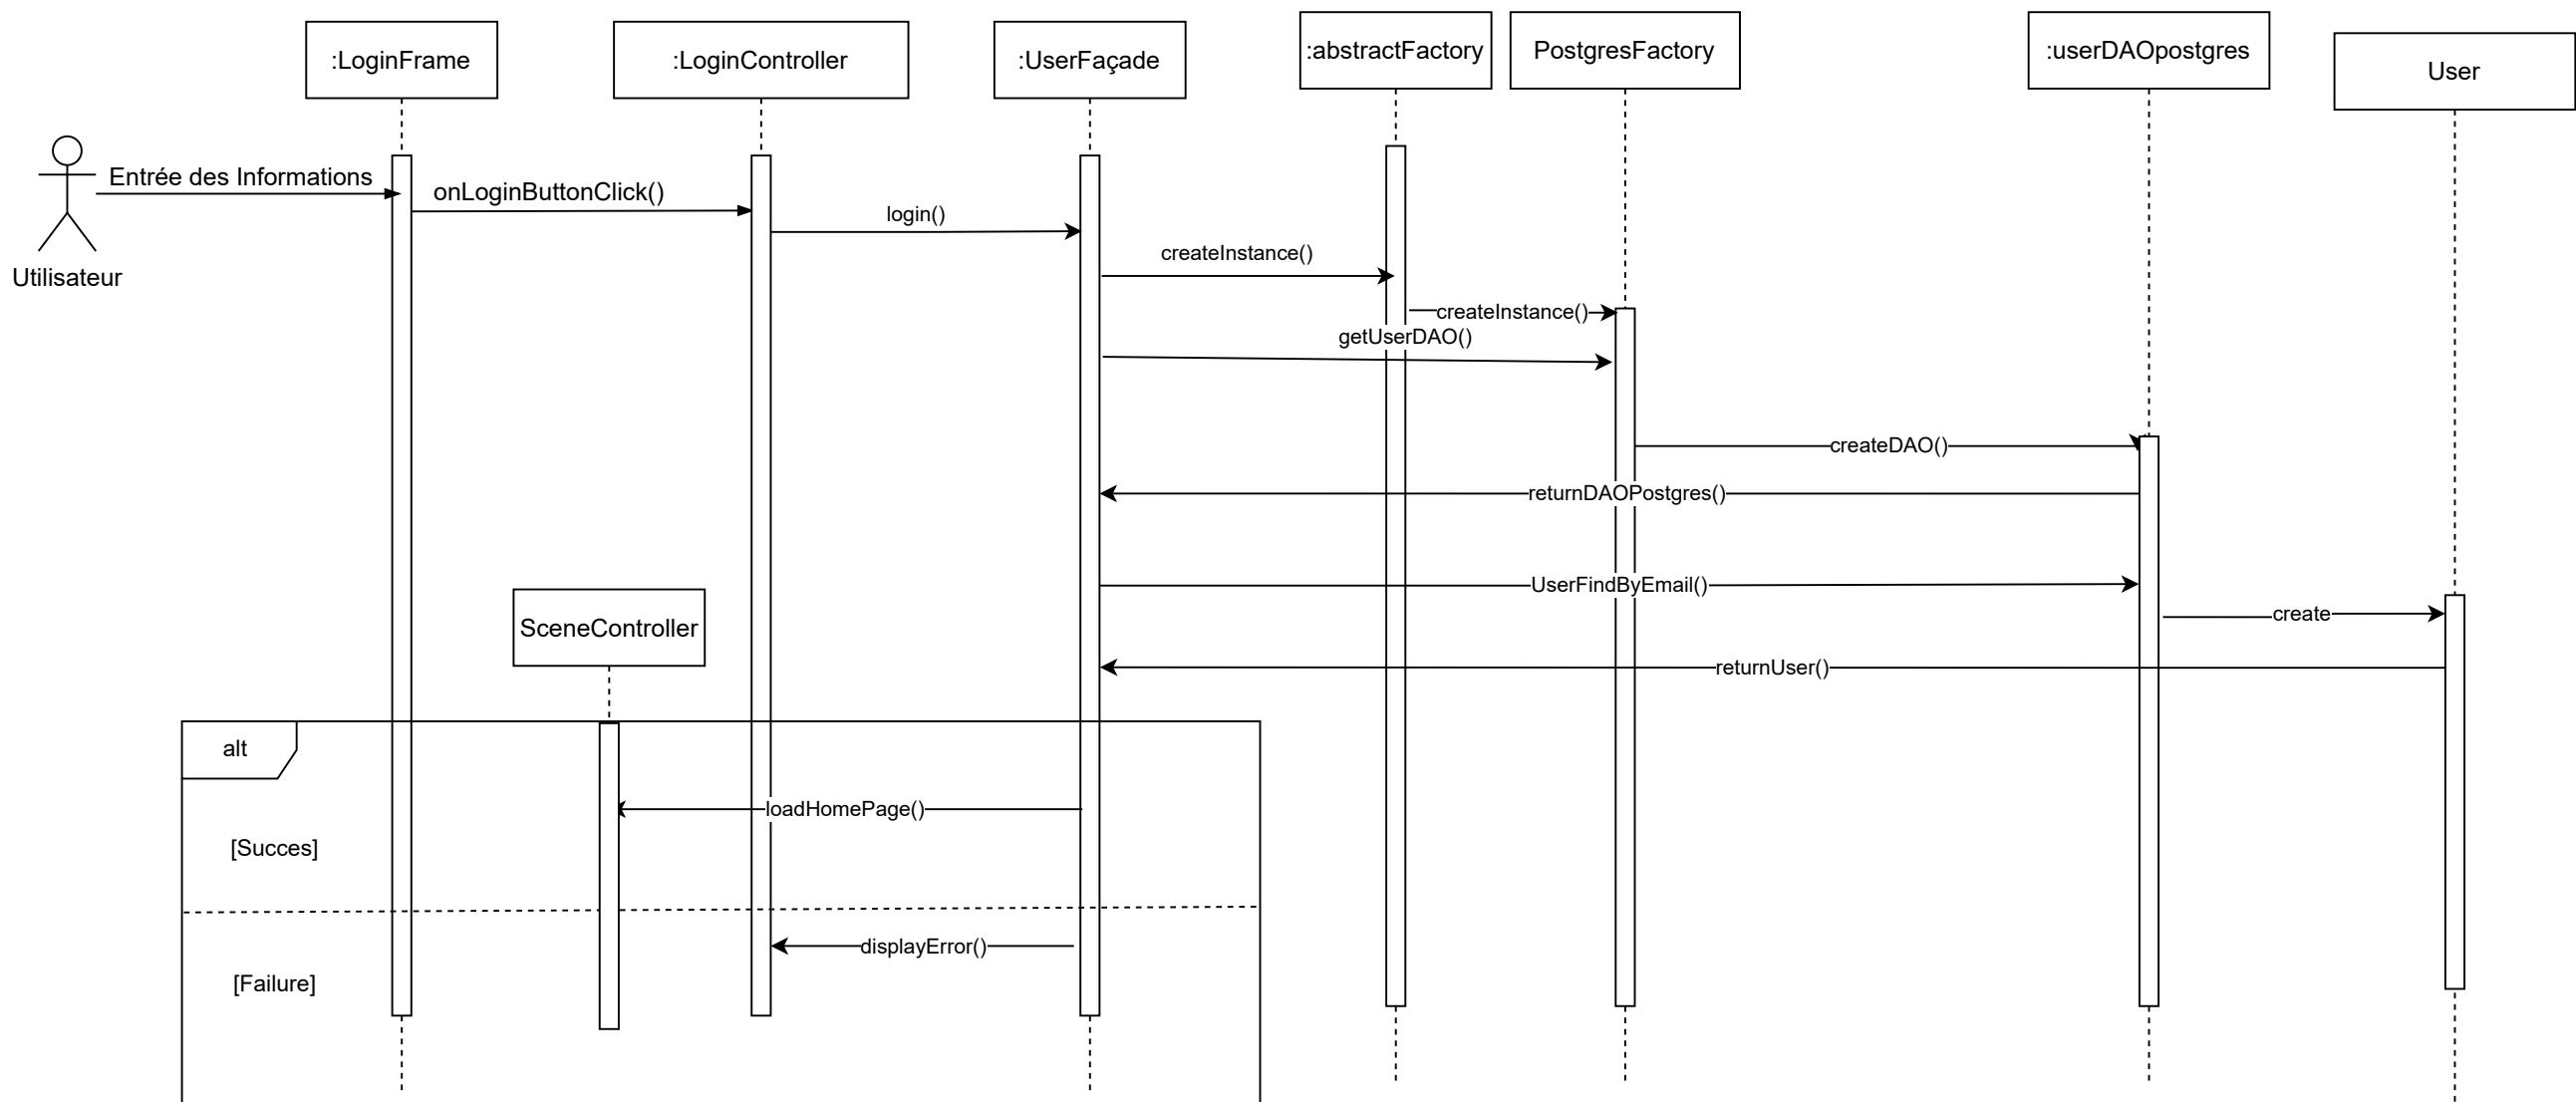 :LoginFrame
:LoginController
:UserFaçade
:abstractFactory
PostgresFactory
:userDAOpostgres
User
Entrée des Informations
Utilisateur
onLoginButtonClick()
login()
createInstance()
createInstance()
getUserDAO()
createDAO()
returnDAOPostgres()
UserFindByEmail()
create
SceneController
returnUser()
alt
loadHomePage()
[Succes]
displayError()
[Failure]